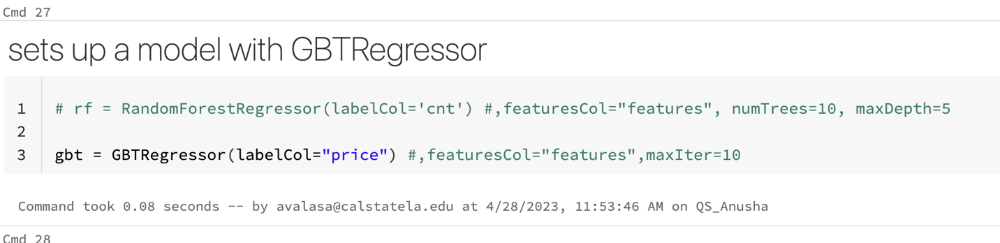 Cmd 27
sets up a model with GBTRegressor
1 # rf = RandomForestRegressor(labelCol='cnt') #,featuresCol="features", numTrees=10, maxDepth=5
2
3 gbt = GBTRegressor(labelCol="price") #,featuresCol="features",maxIter=10
Command took 0.08 seconds -- by avalasa@calstatela.edu at 4/28/2023, 11:53:46 AM on QS_Anusha
Cmd 28